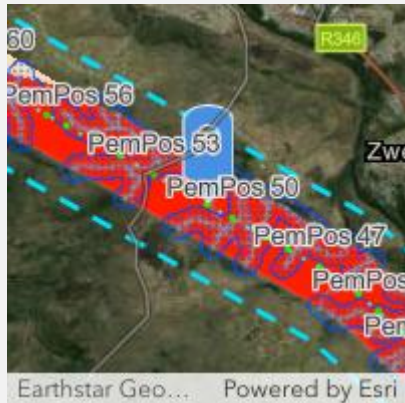 60
R346
PemPos 56
PemPos 53
Zwe
PemPos 50
PemPos 47
PemPos
Pem
Earthstar Geo... Powered by Esri